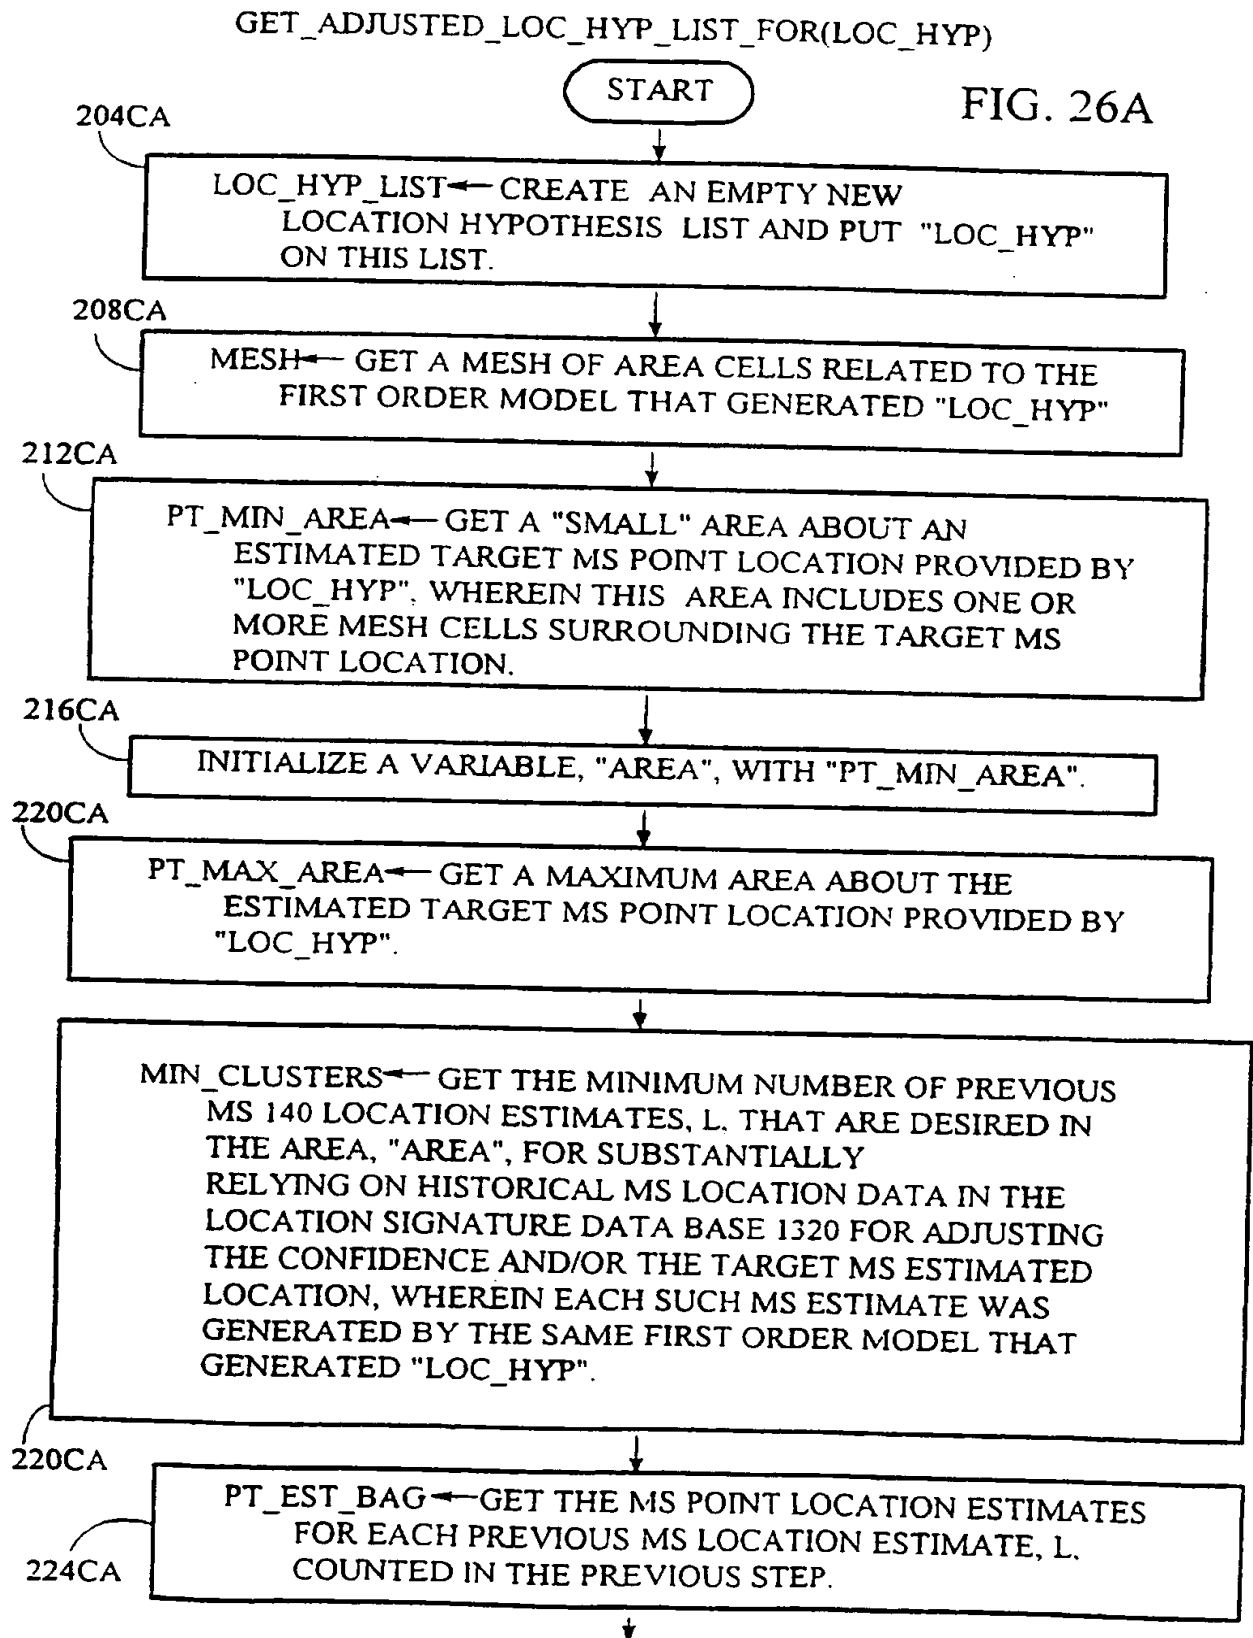 GET_ADJUSTED_LOC_HYP_LIST_FOR(LOC_HYP)
START
FIG. 26A
204CA
LOC_HYP_LIST← CREATE AN EMPTY NEW
LOCATION HYPOTHESIS LIST AND PUT "LOC_HYP"
ON THIS LIST.
208CA
MESH← GET A MESH OF AREA CELLS RELATED TO THE
FIRST ORDER MODEL THAT GENERATED "LOC_HYP"
212CA
PT_MIN_AREA← GET A "SMALL" AREA ABOUT AN
ESTIMATED TARGET MS POINT LOCATION PROVIDED BY
"LOC_HYP", WHEREIN THIS AREA INCLUDES ONE OR
MORE MESH CELLS SURROUNDING THE TARGET MS
POINT LOCATION.
216CA
INITIALIZE A VARIABLE, "AREA", WITH "PT_MIN_AREA".
220CA
PT_MAX_AREA← GET A MAXIMUM AREA ABOUT THE
ESTIMATED TARGET MS POINT LOCATION PROVIDED BY
"LOC_HYP".
MIN_CLUSTERS← GET THE MINIMUM NUMBER OF PREVIOUS
MS 140 LOCATION ESTIMATES, L, THAT ARE DESIRED IN
THE AREA, "AREA", FOR SUBSTANTIALLY
RELYING ON HISTORICAL MS LOCATION DATA IN THE
LOCATION SIGNATURE DATA BASE 1320 FOR ADJUSTING
THE CONFIDENCE AND/OR THE TARGET MS ESTIMATED
LOCATION, WHEREIN EACH SUCH MS ESTIMATE WAS
GENERATED BY THE SAME FIRST ORDER MODEL THAT
GENERATED "LOC_HYP".
220CA
PT_EST_BAG←GET THE MS POINT LOCATION ESTIMATES
FOR EACH PREVIOUS MS LOCATION ESTIMATE, L,
COUNTED IN THE PREVIOUS STEP.
224CA